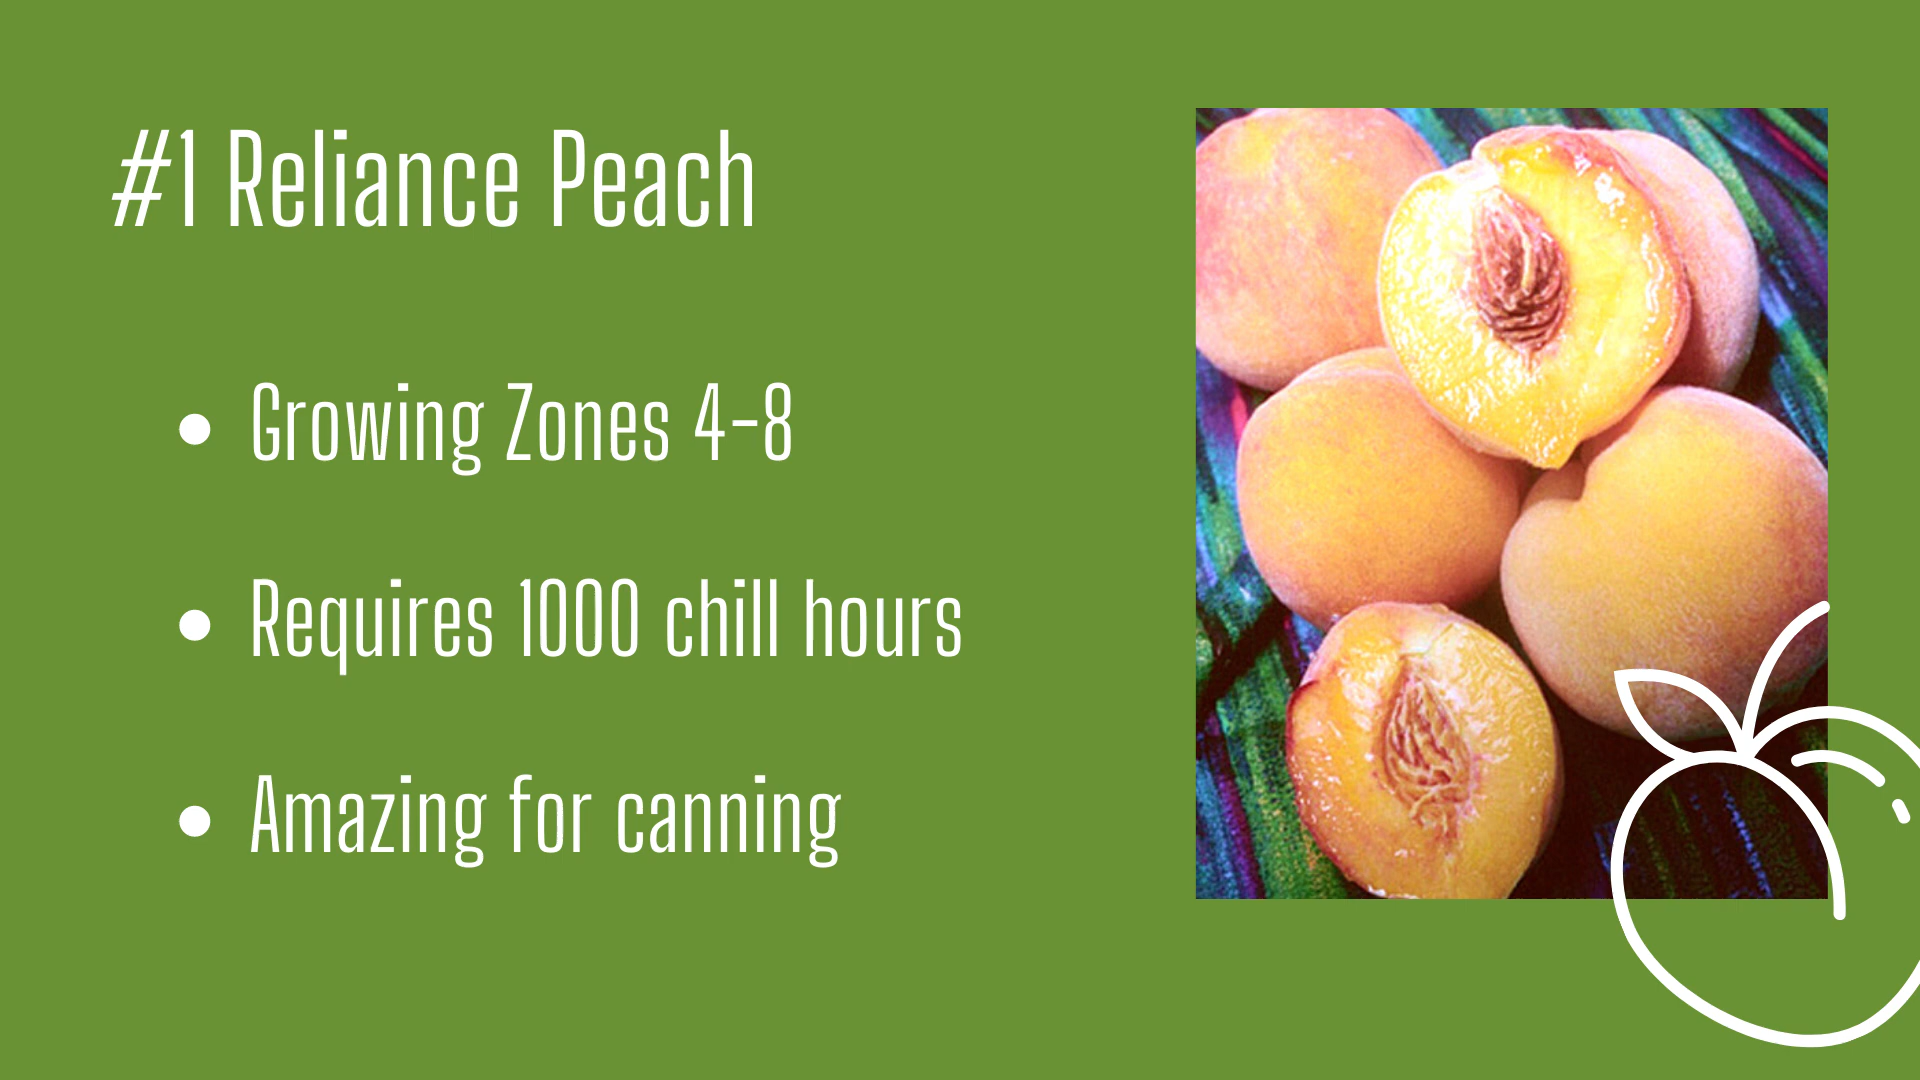 #1 Reliance Peach
• Growing Zones 4-8
• Requires 1000 chill hours
• Amazing for canning